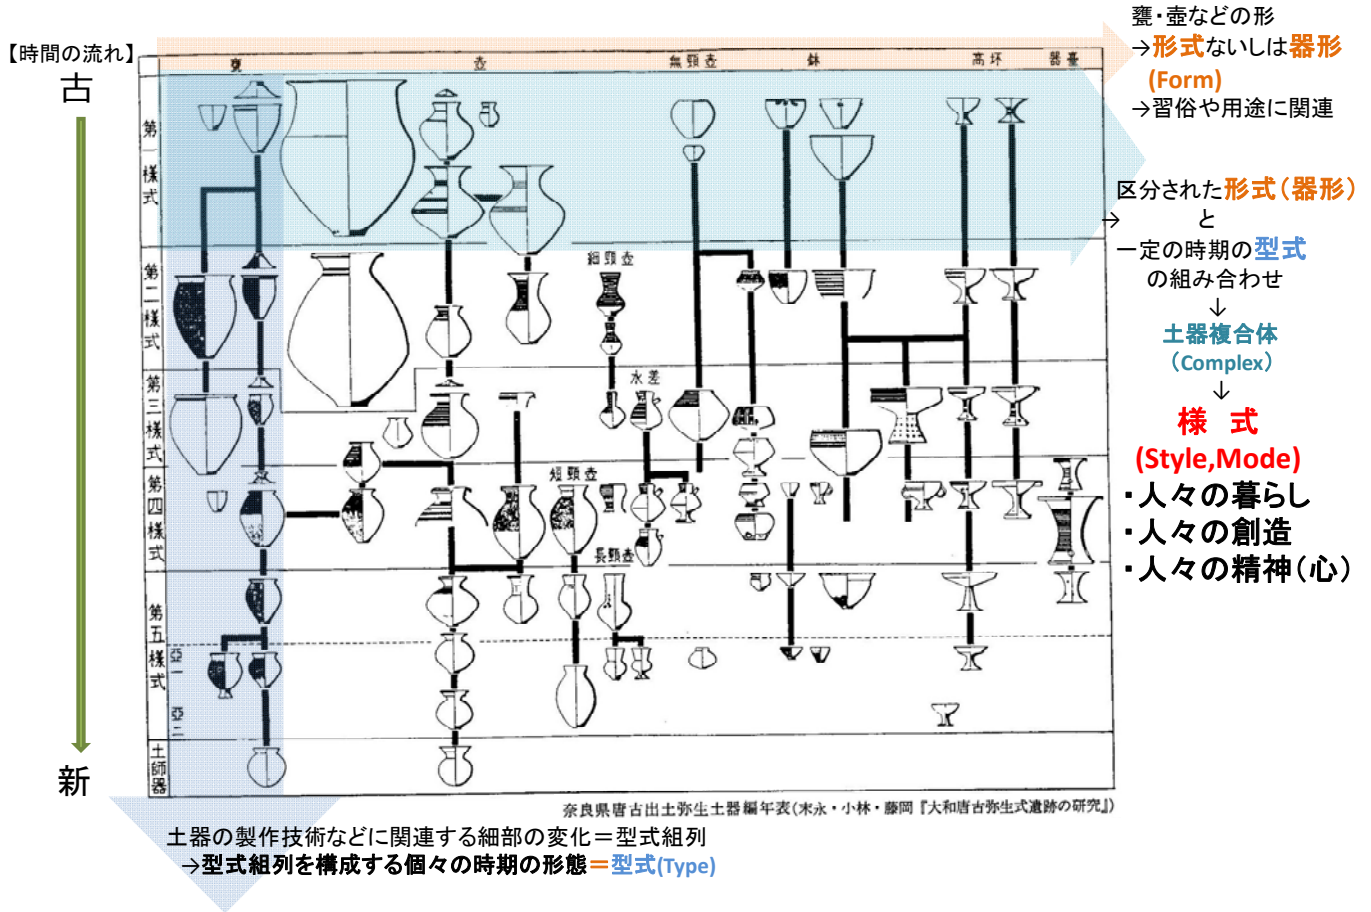 【時間の流れ】
古
新
甕
壺
無頸壺
鉢
高坏
器臺
第一様式
第二様式
第三様式
第四様式
第五様式
亞一
亞二
土師器
細頸壺
水差
短頸壺
長頸壺
甕・壺などの形
→形式ないしは器形
(Form)
→習俗や用途に関連
区分された形式(器形)
→ と
一定の時期の型式
の組み合わせ
↓
土器複合体
(Complex)
↓
様 式
(Style,Mode)
・人々の暮らし
・人々の創造
・人々の精神(心)
奈良県唐古出土弥生土器編年表(末永・小林・藤岡『大和唐古弥生式遺跡の研究』)
土器の製作技術などに関連する細部の変化=型式組列
→型式組列を構成する個々の時期の形態=型式(Type)